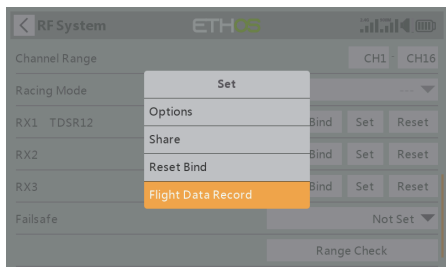 RF System ETHOS
Channel Range CH1 - CH16
Racing Mode ---
Set
RX1 TDSR12 Bind Set Reset
Options
Share
RX2 Bind Set Reset
Reset Bind
RX3 Bind Set Reset
Flight Data Record
Failsafe Not Set
Range Check